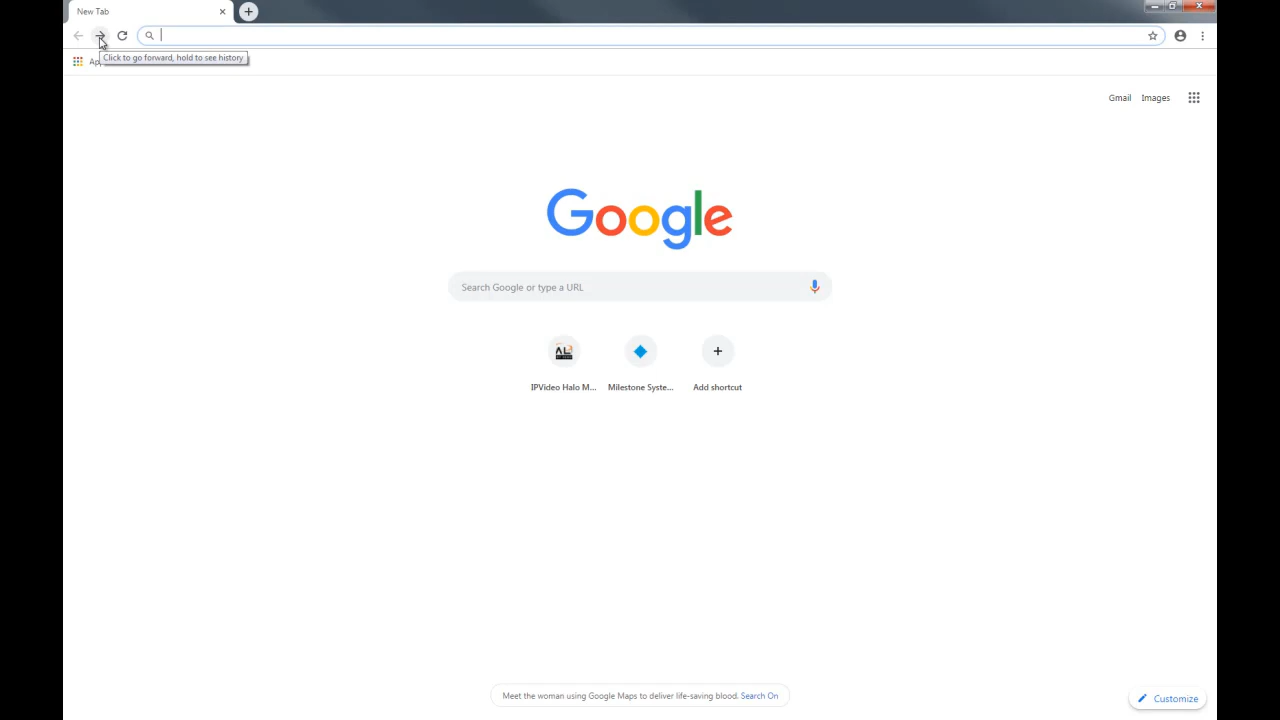 New Tab
Click to go forward, hold to see history
Gmail Images
Google
Search Google or type a URL
AL
IPVideo Halo M... Milestone Syste... Add shortcut
Meet the woman using Google Maps to deliver life-saving blood. Search On
Customize